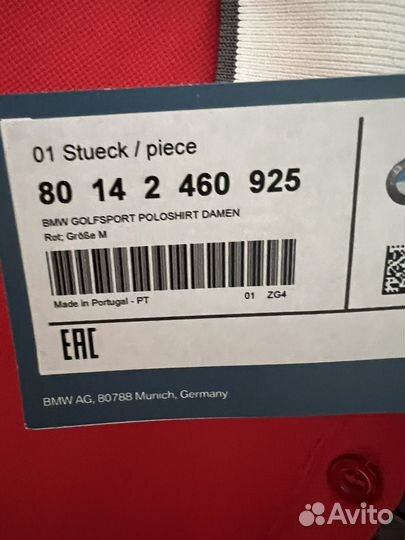 01 Stueck / piece
80 14 2 460 925
BMW GOLFSPORT POLOSHIRT DAMEN
Rot; Größe M
Made in Portugal - PT 01 ZG4
EAC
BMW AG, 80788 Munich, Germany
Avito